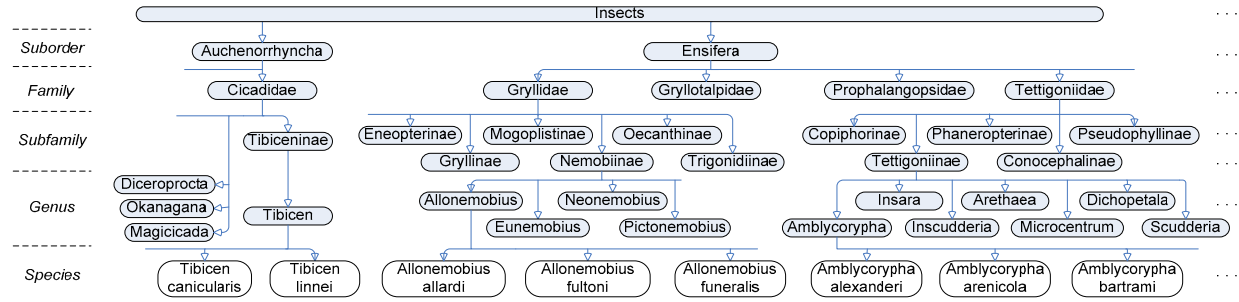 Insects
. . .
Suborder
Auchenorrhyncha
Ensifera
. . .
Family
Cicadidae
Gryllidae
Gryllotalpidae
Prophalangopsidae
Tettigoniidae
. . .
Subfamily
Tibiceninae
Eneopterinae
Mogoplistinae
Oecanthinae
Copiphorinae
Phaneropterinae
Pseudophyllinae
. . .
Gryllinae
Nemobiinae
Trigonidiinae
Tettigoniinae
Conocephalinae
. . .
Genus
Diceroprocta
Okanagana
Magicicada
Tibicen
Allonemobius
Neonemobius
Insara
Arethaea
Dichopetala
. . .
Eunemobius
Pictonemobius
Amblycorypha
Inscudderia
Microcentrum
Scudderia
Species
Tibicen
canicularis
Tibicen
linnei
Allonemobius
allardi
Allonemobius
fultoni
Allonemobius
funeralis
Amblycorypha
alexanderi
Amblycorypha
arenicola
Amblycorypha
bartrami
. . .